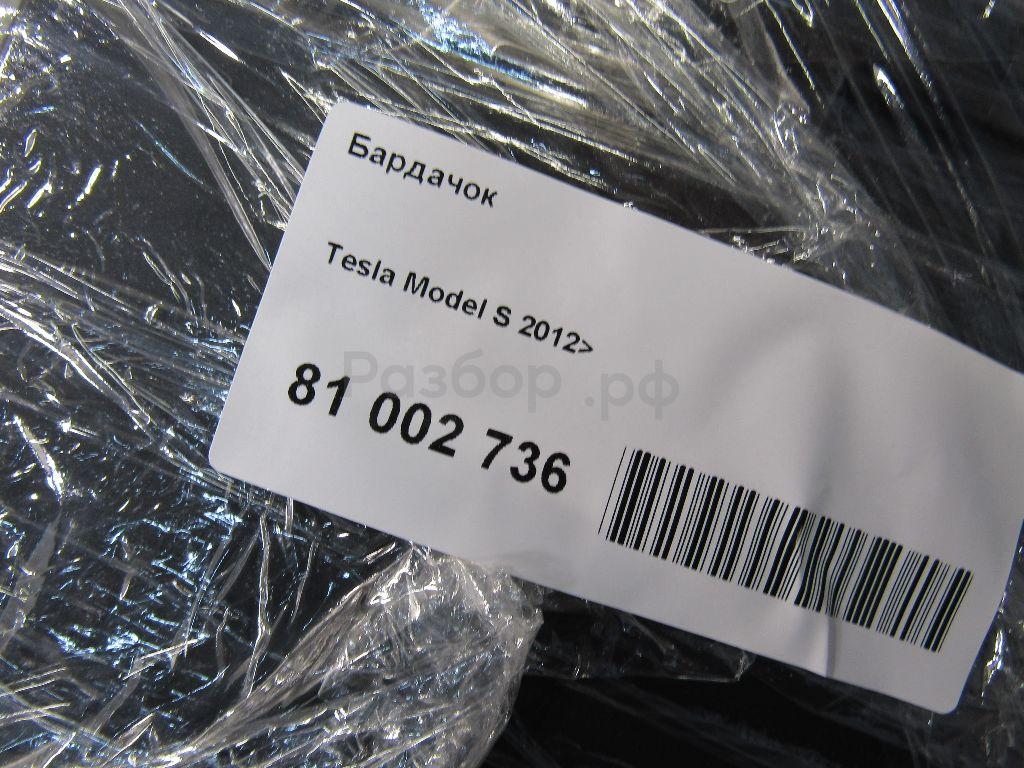 Бардачок
Tesla Model S 2012>
Разбор.рф
81 002 736